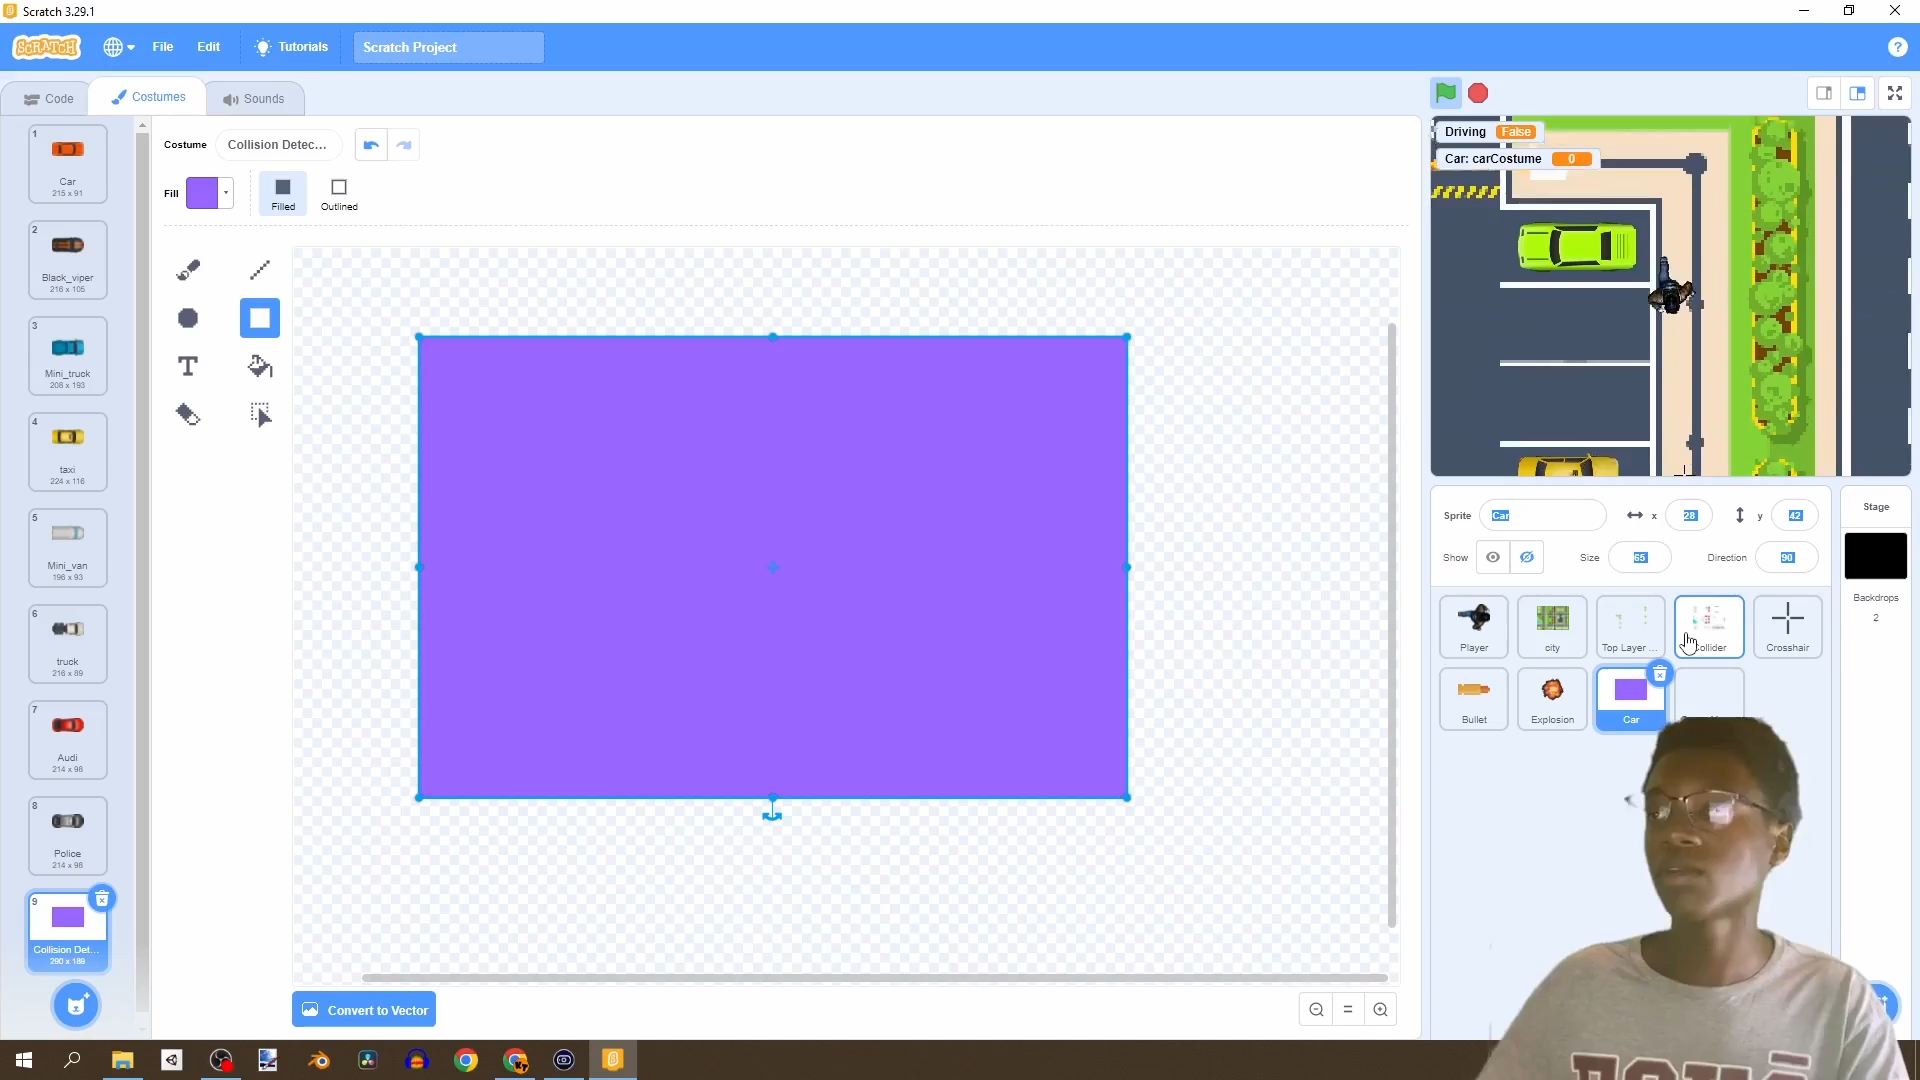 Scratch 3.29.1
SCRATCH
File
Edit
Tutorials
Scratch Project
Code
Costumes
Sounds
1
Car
215 x 91
2
Black_viper
216 x 105
3
Mini_truck
208 x 193
4
taxi
224 x 116
5
Mini_van
196 x 93
6
truck
216 x 89
7
Audi
214 x 98
8
Police
214 x 98
9
Collision Det...
290 x 189
Costume
Collision Detec...
Fill
Filled
Outlined
T
Convert to Vector
Driving False
Car: carCostume 0
Sprite
Car
x
28
y
42
Show
Size
65
Direction
90
Player
city
Top Layer ...
Collider
Crosshair
Bullet
Explosion
Car
Stage
Backdrops
2